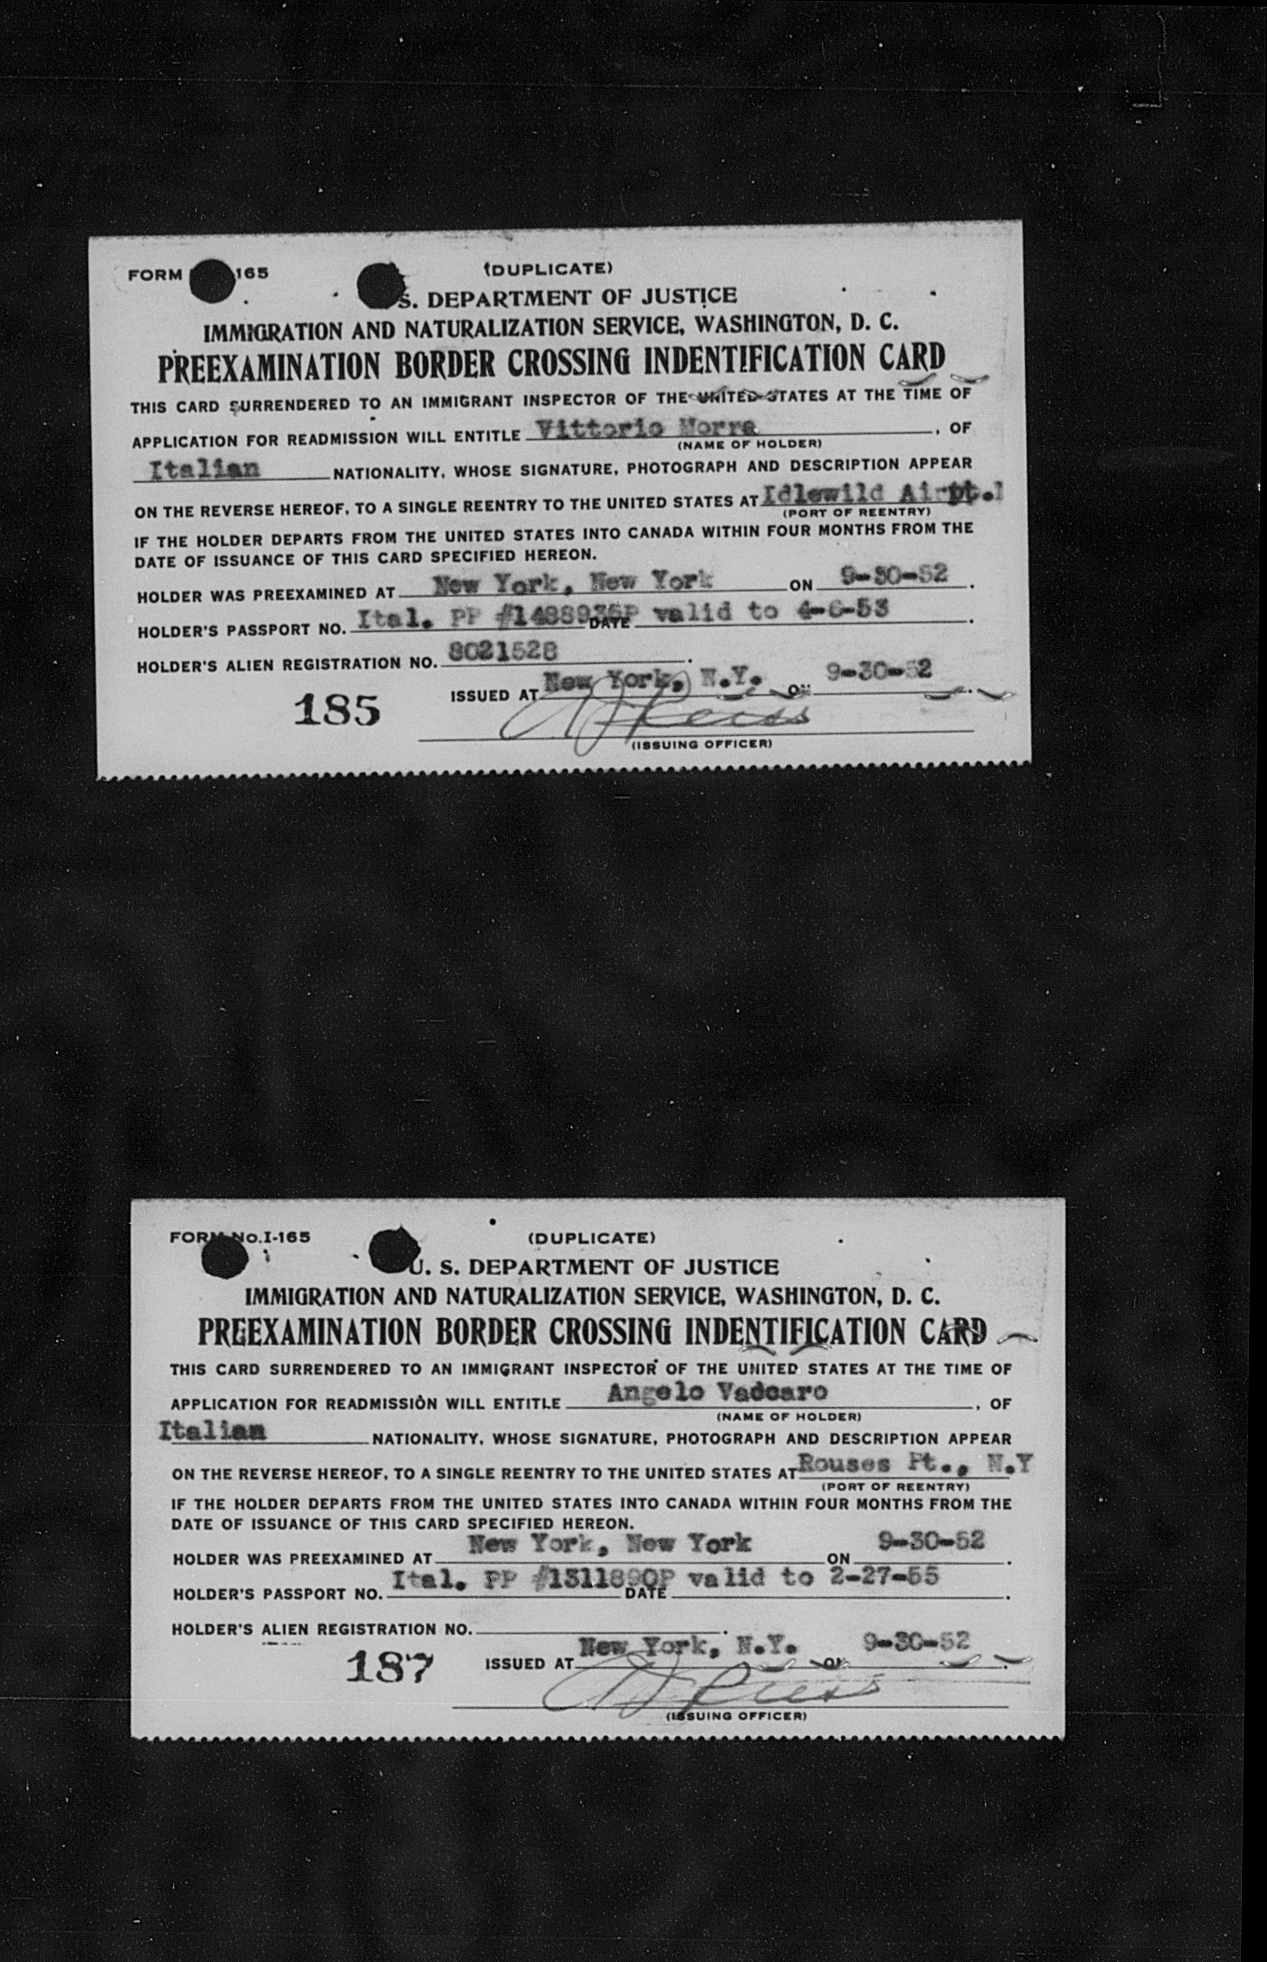 FORM 165
(DUPLICATE)
S. DEPARTMENT OF JUSTICE
IMMIGRATION AND NATURALIZATION SERVICE, WASHINGTON, D. C.
PREEXAMINATION BORDER CROSSING INDENTIFICATION CARD
THIS CARD SURRENDERED TO AN IMMIGRANT INSPECTOR OF THE UNITED STATES AT THE TIME OF
APPLICATION FOR READMISSION WILL ENTITLE Vittorio Morra, OF
(NAME OF HOLDER)
Italian NATIONALITY, WHOSE SIGNATURE, PHOTOGRAPH AND DESCRIPTION APPEAR
ON THE REVERSE HEREOF, TO A SINGLE REENTRY TO THE UNITED STATES AT Idlewild
(PORT OF REENTRY)
IF THE HOLDER DEPARTS FROM THE UNITED STATES INTO CANADA WITHIN FOUR MONTHS FROM THE
DATE OF ISSUANCE OF THIS CARD SPECIFIED HEREON.
HOLDER WAS PREEXAMINED AT New York, New York ON 9-30-52.
HOLDER'S PASSPORT NO. Ital. PP #1488935P DATE valid to 4-6-53.
HOLDER'S ALIEN REGISTRATION NO. 8021528.
185 ISSUED AT New York, N.Y. ON 9-30-52.
(ISSUING OFFICER)
FORM No. I-165
(DUPLICATE)
U. S. DEPARTMENT OF JUSTICE
IMMIGRATION AND NATURALIZATION SERVICE, WASHINGTON, D. C.
PREEXAMINATION BORDER CROSSING INDENTIFICATION CARD
THIS CARD SURRENDERED TO AN IMMIGRANT INSPECTOR OF THE UNITED STATES AT THE TIME OF
APPLICATION FOR READMISSION WILL ENTITLE Angelo Vaccaro, OF
(NAME OF HOLDER)
Italian NATIONALITY, WHOSE SIGNATURE, PHOTOGRAPH AND DESCRIPTION APPEAR
ON THE REVERSE HEREOF, TO A SINGLE REENTRY TO THE UNITED STATES AT Rouses Pt., N.Y
(PORT OF REENTRY)
IF THE HOLDER DEPARTS FROM THE UNITED STATES INTO CANADA WITHIN FOUR MONTHS FROM THE
DATE OF ISSUANCE OF THIS CARD SPECIFIED HEREON.
HOLDER WAS PREEXAMINED AT New York, New York ON 9-30-52.
HOLDER'S PASSPORT NO. Ital. PP #1311890P DATE valid to 2-27-55.
HOLDER'S ALIEN REGISTRATION NO.
187 ISSUED AT New York, N.Y. ON 9-30-52.
(ISSUING OFFICER)